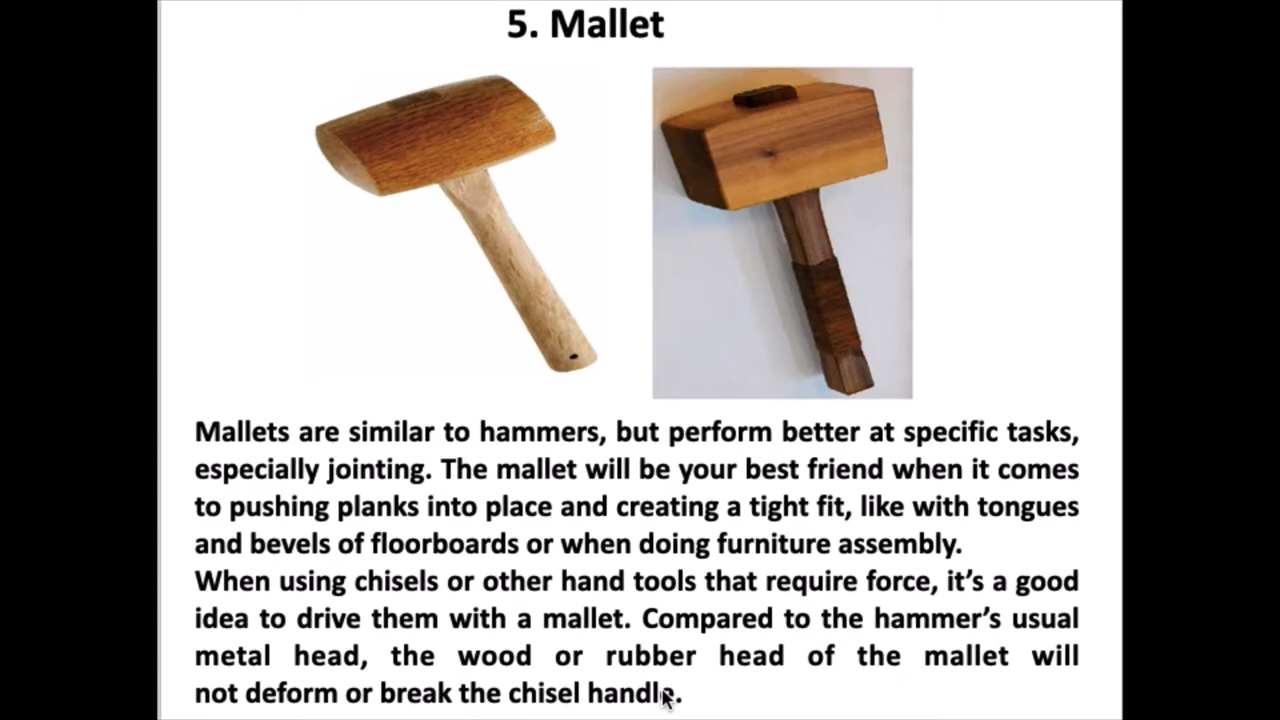 5. Mallet
Mallets are similar to hammers, but perform better at specific tasks,
especially jointing. The mallet will be your best friend when it comes
to pushing planks into place and creating a tight fit, like with tongues
and bevels of floorboards or when doing furniture assembly.
When using chisels or other hand tools that require force, it's a good
idea to drive them with a mallet. Compared to the hammer's usual
metal head, the wood or rubber head of the mallet will
not deform or break the chisel handle.